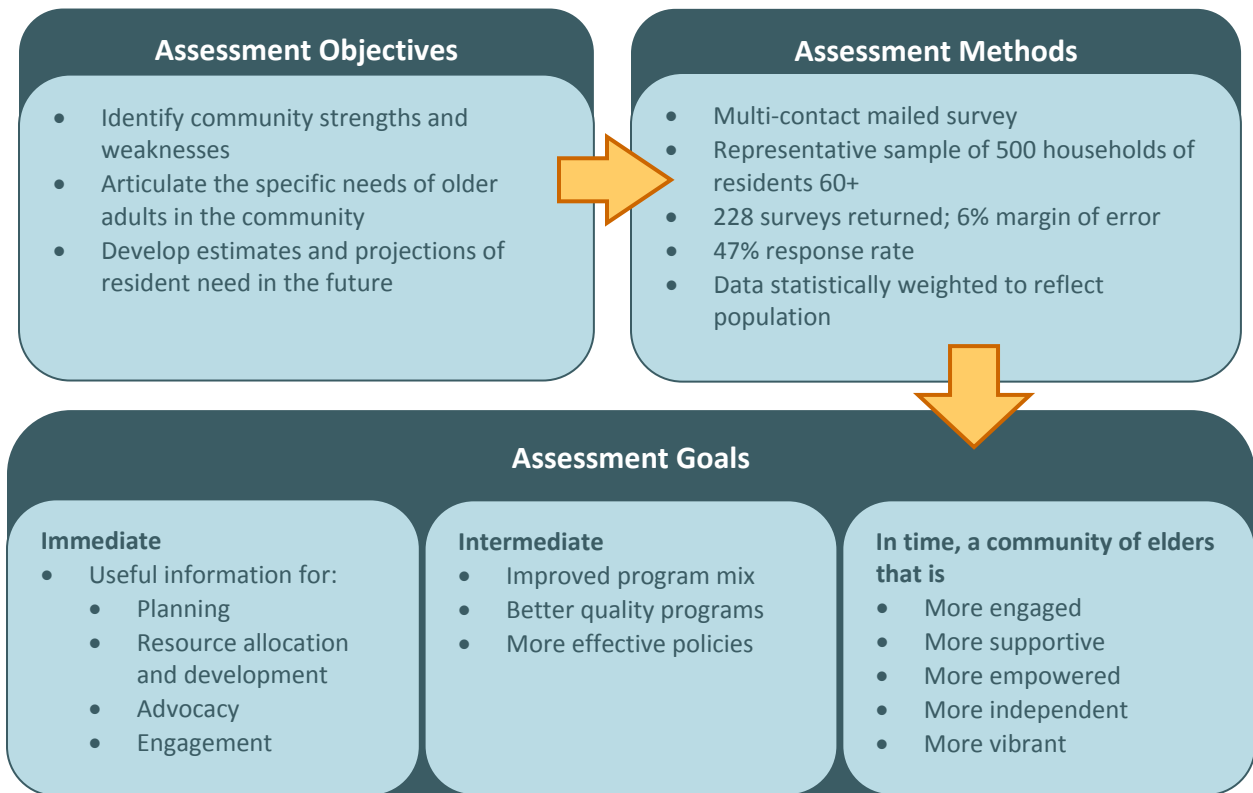 Assessment Objectives
• Identify community strengths and
weaknesses
• Articulate the specific needs of older
adults in the community
• Develop estimates and projections of
resident need in the future
Assessment Methods
• Multi-contact mailed survey
• Representative sample of 500 households of
residents 60+
• 228 surveys returned; 6% margin of error
• 47% response rate
• Data statistically weighted to reflect
population
Assessment Goals
Immediate
• Useful information for:
• Planning
• Resource allocation
and development
• Advocacy
• Engagement
Intermediate
• Improved program mix
• Better quality programs
• More effective policies
In time, a community of elders
that is
• More engaged
• More supportive
• More empowered
• More independent
• More vibrant